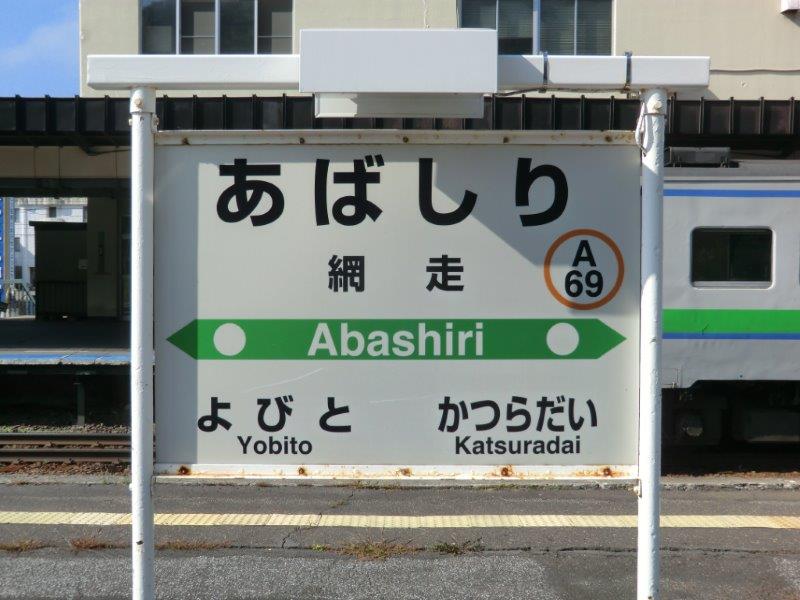 あばしり
網走
A
69
Abashiri
よびと かつらだい
Yobito Katsuradai